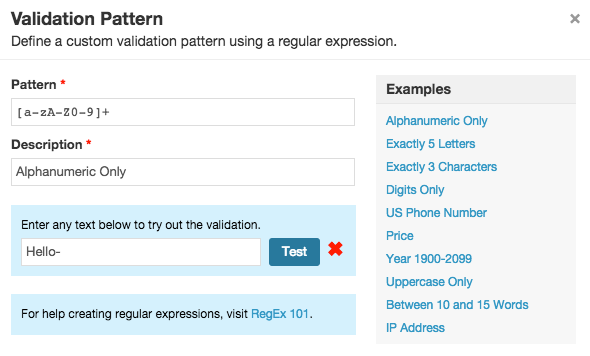 Validation Pattern
×
Define a custom validation pattern using a regular expression.
Pattern *
[a-zA-Z0-9]+
Description *
Alphanumeric Only
Enter any text below to try out the validation.
Hello-
Test
For help creating regular expressions, visit RegEx 101.
Examples
Alphanumeric Only
Exactly 5 Letters
Exactly 3 Characters
Digits Only
US Phone Number
Price
Year 1900-2099
Uppercase Only
Between 10 and 15 Words
IP Address